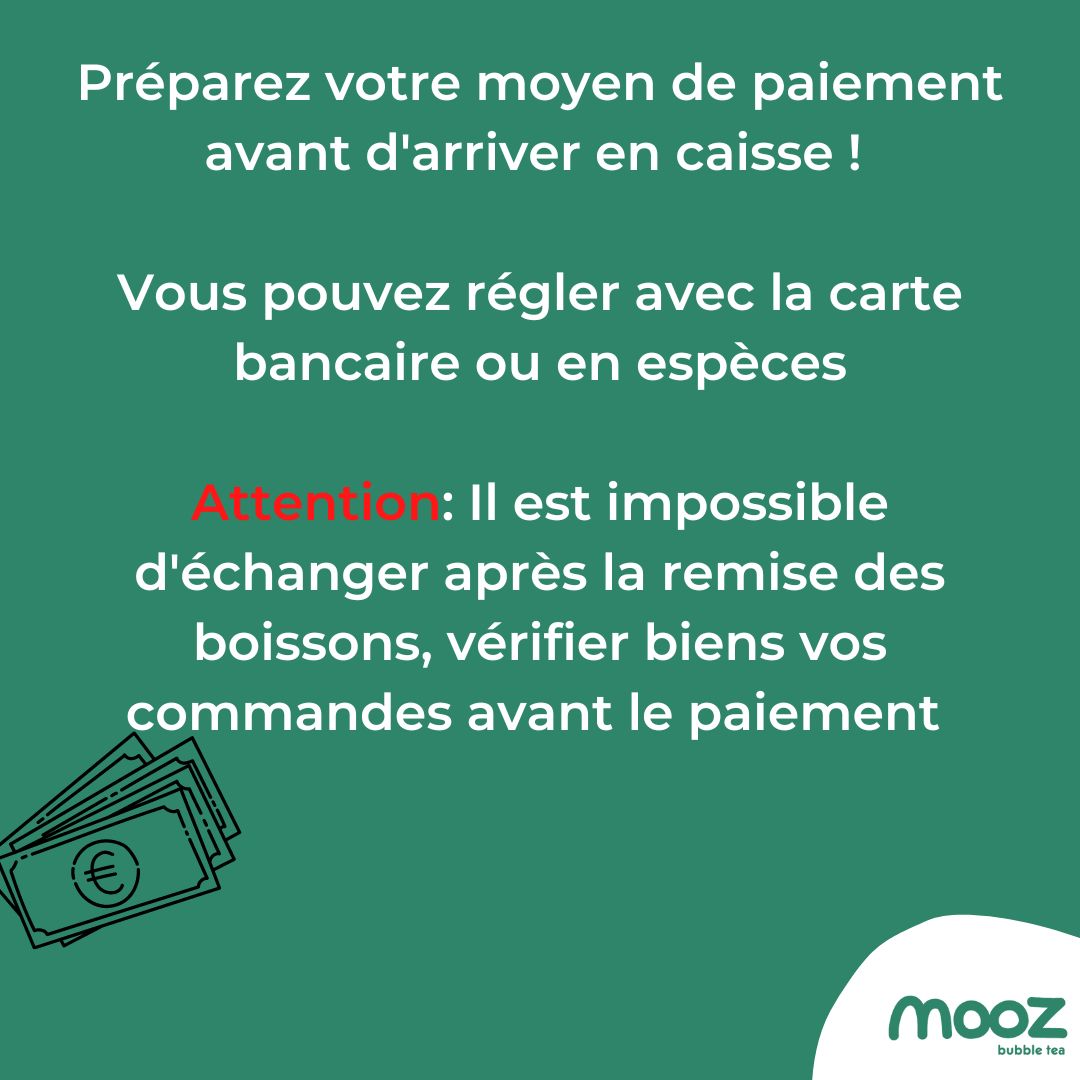 Préparez votre moyen de paiement
avant d'arriver en caisse !
Vous pouvez régler avec la carte
bancaire ou en espèces
Attention: Il est impossible
d'échanger après la remise des
boissons, vérifier biens vos
commandes avant le paiement
€
mooz
bubble tea